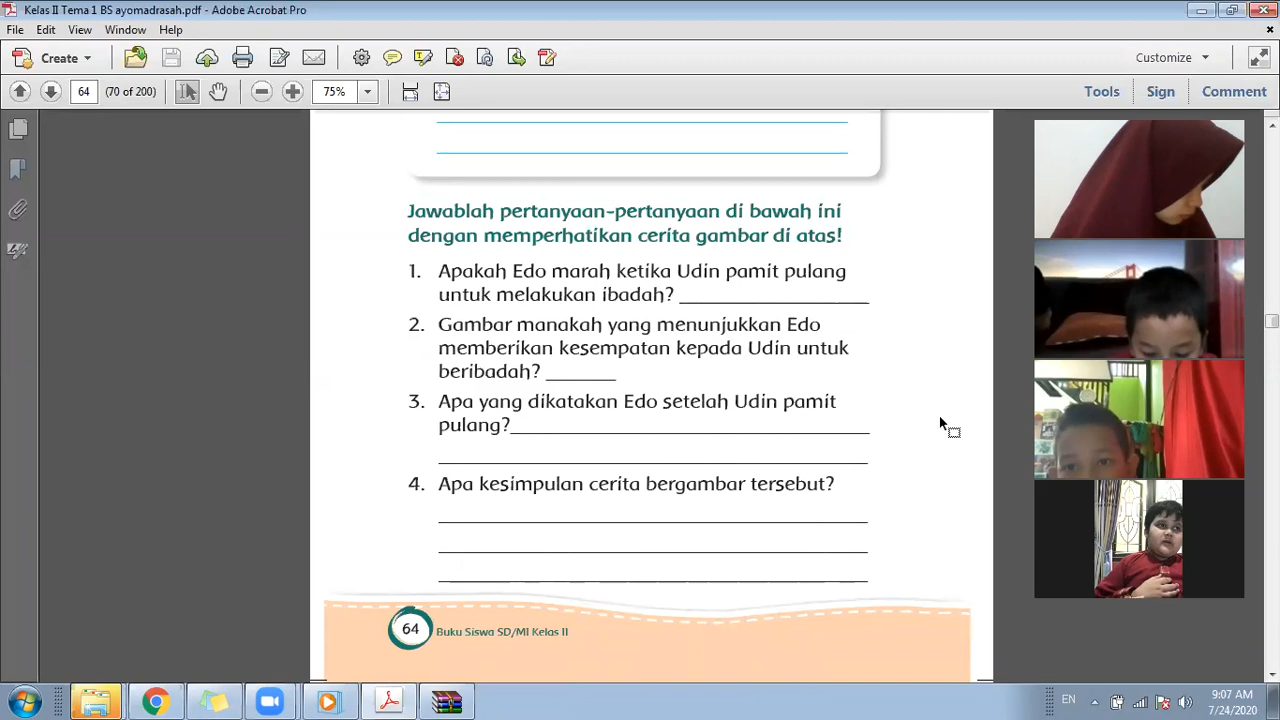 Kelas II Tema 1 BS ayomadrasah.pdf - Adobe Acrobat Pro
File Edit View Window Help
Create Customize
64 (70 of 200) 75% Tools Sign Comment
Jawablah pertanyaan-pertanyaan di bawah ini
dengan memperhatikan cerita gambar di atas!
1. Apakah Edo marah ketika Udin pamit pulang
untuk melakukan ibadah?
2. Gambar manakah yang menunjukkan Edo
memberikan kesempatan kepada Udin untuk
beribadah?
3. Apa yang dikatakan Edo setelah Udin pamit
pulang?
4. Apa kesimpulan cerita bergambar tersebut?
64 Buku Siswa SD/MI Kelas II
EN 9:07 AM
7/24/2020